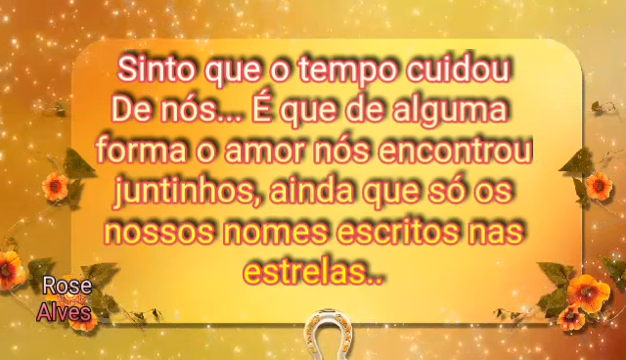 Sinto que o tempo cuidou
De nós... É que de alguma
forma o amor nós encontrou
juntinhos, ainda que só os
nossos nomes escritos nas
estrelas..
Rose
Alves